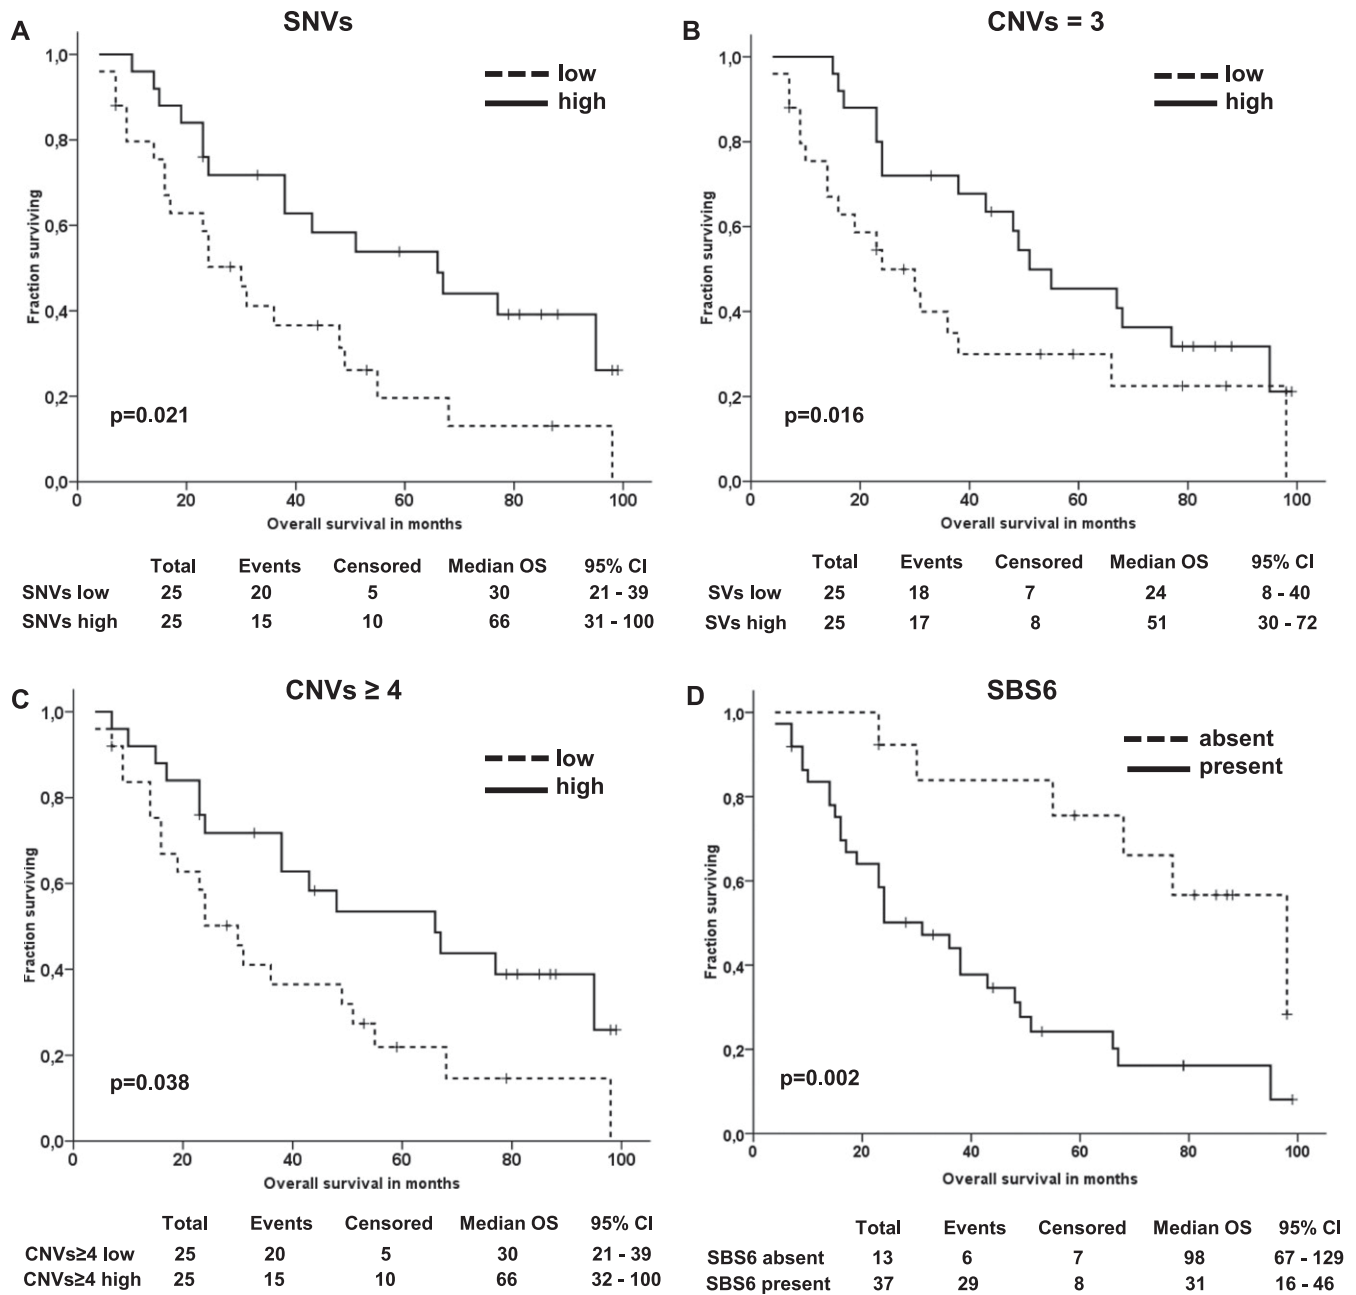 A
SNVs
low
high
1,0
0,8
0,6
0,4
0,2
0,0
Fraction surviving
p=0.021
0 20 40 60 80 100
Overall survival in months
Total Events Censored Median OS 95% CI
SNVs low 25 20 5 30 21 - 39
SNVs high 25 15 10 66 31 - 100
B
CNVs = 3
low
high
1,0
0,8
0,6
0,4
0,2
0,0
Fraction surviving
p=0.016
0 20 40 60 80 100
Overall survival in months
Total Events Censored Median OS 95% CI
SVs low 25 18 7 24 8 - 40
SVs high 25 17 8 51 30 - 72
C
CNVs ≥ 4
low
high
1,0
0,8
0,6
0,4
0,2
0,0
Fraction surviving
p=0.038
0 20 40 60 80 100
Overall survival in months
Total Events Censored Median OS 95% CI
CNVs≥4 low 25 20 5 30 21 - 39
CNVs≥4 high 25 15 10 66 32 - 100
D
SBS6
absent
present
1,0
0,8
0,6
0,4
0,2
0,0
Fraction surviving
p=0.002
0 20 40 60 80 100
Overall survival in months
Total Events Censored Median OS 95% CI
SBS6 absent 13 6 7 98 67 - 129
SBS6 present 37 29 8 31 16 - 46